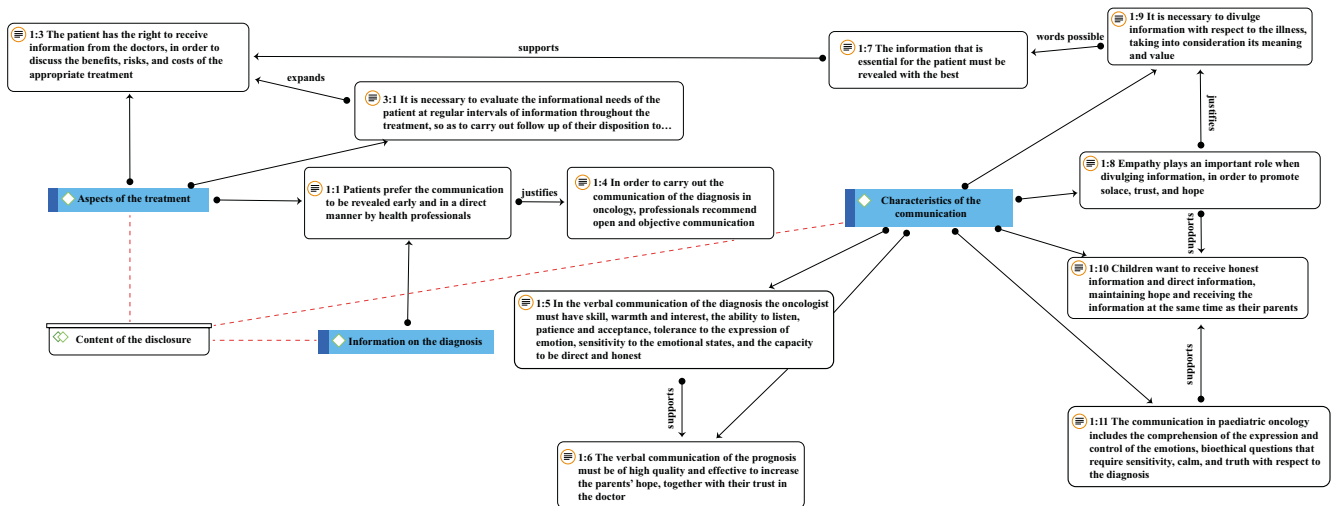 1:3 The patient has the right to receive
information from the doctors, in order to
discuss the benefits, risks, and costs of the
appropriate treatment
supports
1:7 The information that is
essential for the patient must be
revealed with the best
words possible
1:9 It is necessary to divulge
information with respect to the illness,
taking into consideration its meaning
and value
expands
3:1 It is necessary to evaluate the informational needs of the
patient at regular intervals of information throughout the
treatment, so as to carry out follow up of their disposition to…
justifies
Aspects of the treatment
1:1 Patients prefer the communication
to be revealed early and in a direct
manner by health professionals
justifies
1:4 In order to carry out the
communication of the diagnosis in
oncology, professionals recommend
open and objective communication
Characteristics of the
communication
1:8 Empathy plays an important role when
divulging information, in order to promote
solace, trust, and hope
supports
1:10 Children want to receive honest
information and direct information,
maintaining hope and receiving the
information at the same time as their parents
Content of the disclosure
Information on the diagnosis
1:5 In the verbal communication of the diagnosis the oncologist
must have skill, warmth and interest, the ability to listen,
patience and acceptance, tolerance to the expression of
emotion, sensitivity to the emotional states, and the capacity
to be direct and honest
supports
supports
1:6 The verbal communication of the prognosis
must be of high quality and effective to increase
the parents' hope, together with their trust in
the doctor
1:11 The communication in paediatric oncology
includes the comprehension of the expression and
control of the emotions, bioethical questions that
require sensitivity, calm, and truth with respect to
the diagnosis